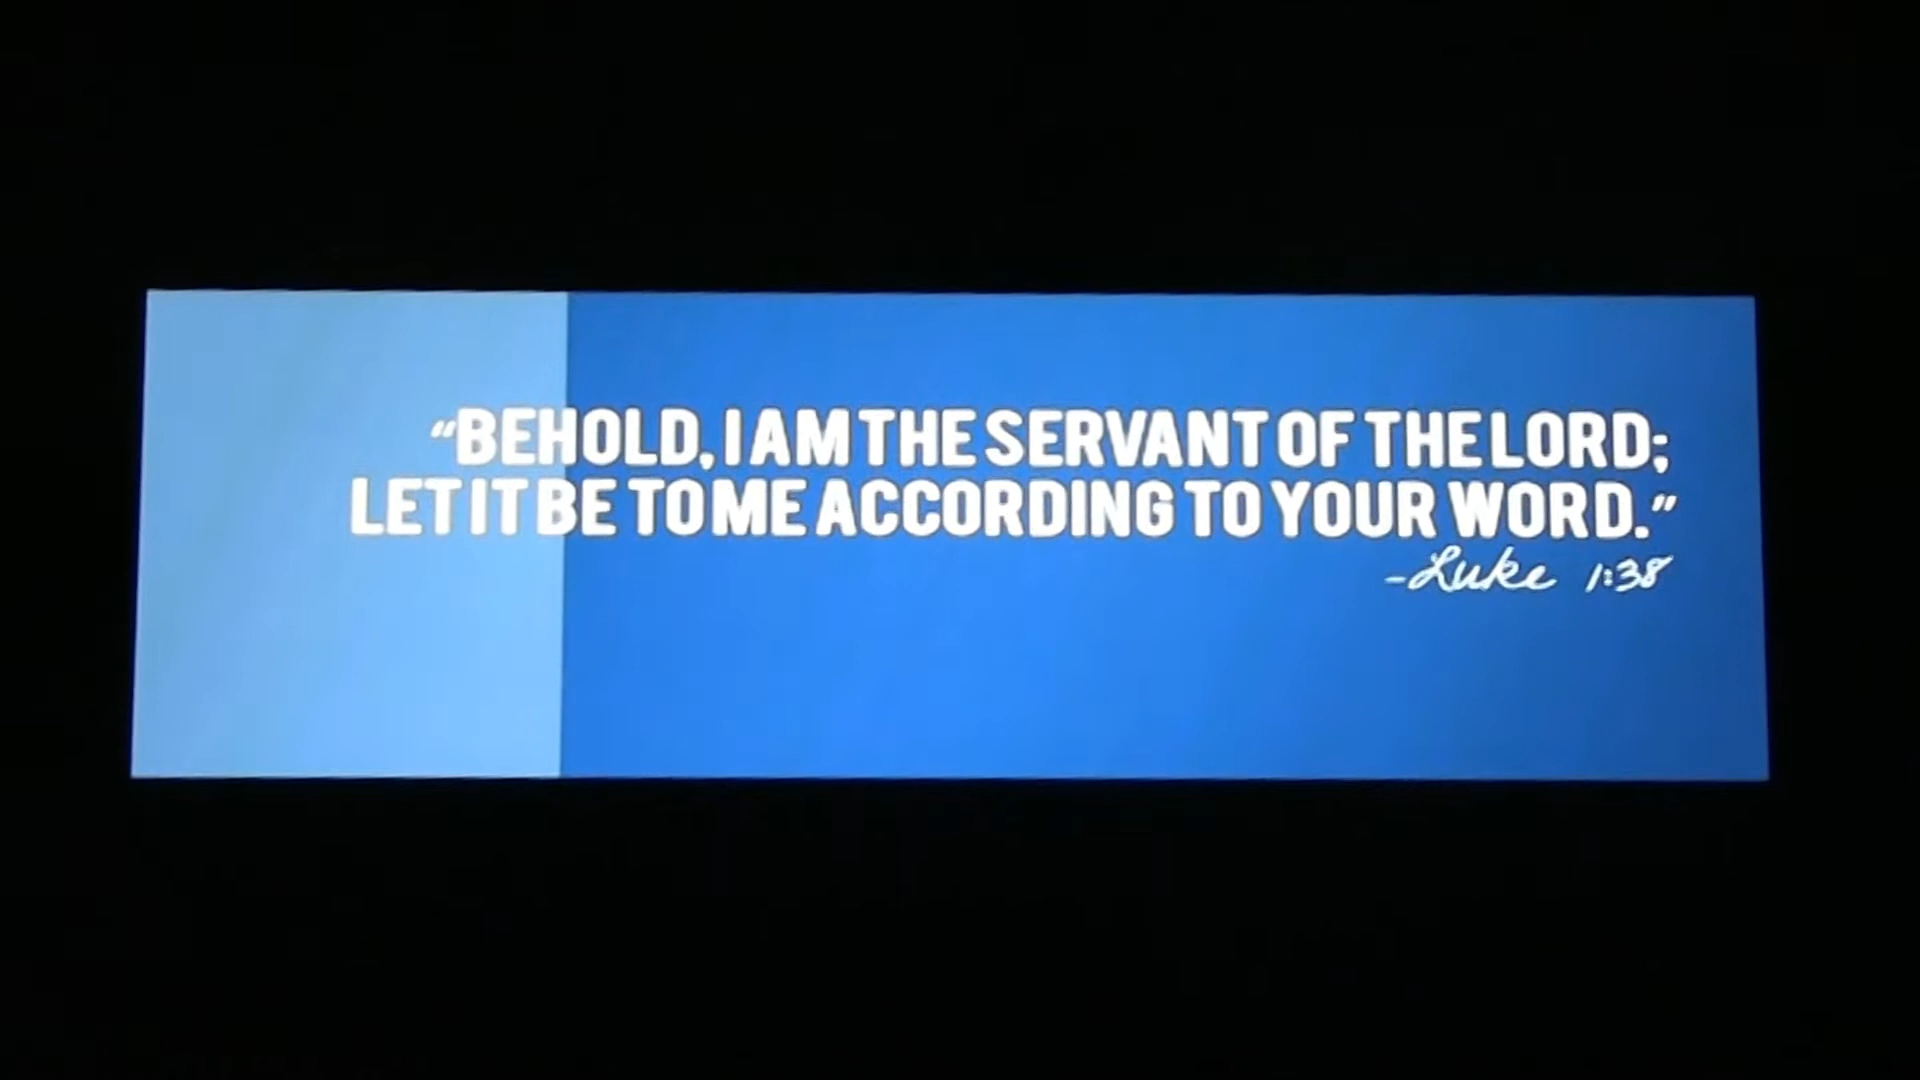 “BEHOLD, I AM THE SERVANT OF THE LORD;
LET IT BE TO ME ACCORDING TO YOUR WORD.”
-Luke 1:38